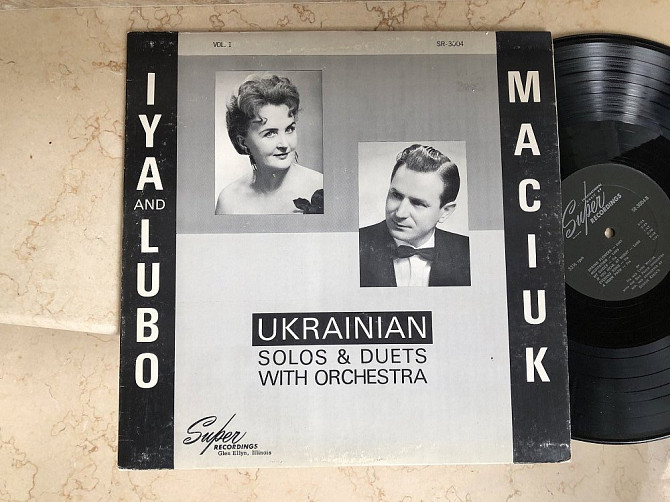 VOL. 1
SR-3004
IYA
AND
LUBO
MACIUK
UKRAINIAN
SOLOS & DUETS
WITH ORCHESTRA
Super
RECORDINGS
Glen Ellyn, Illinois
Super
RECORDINGS